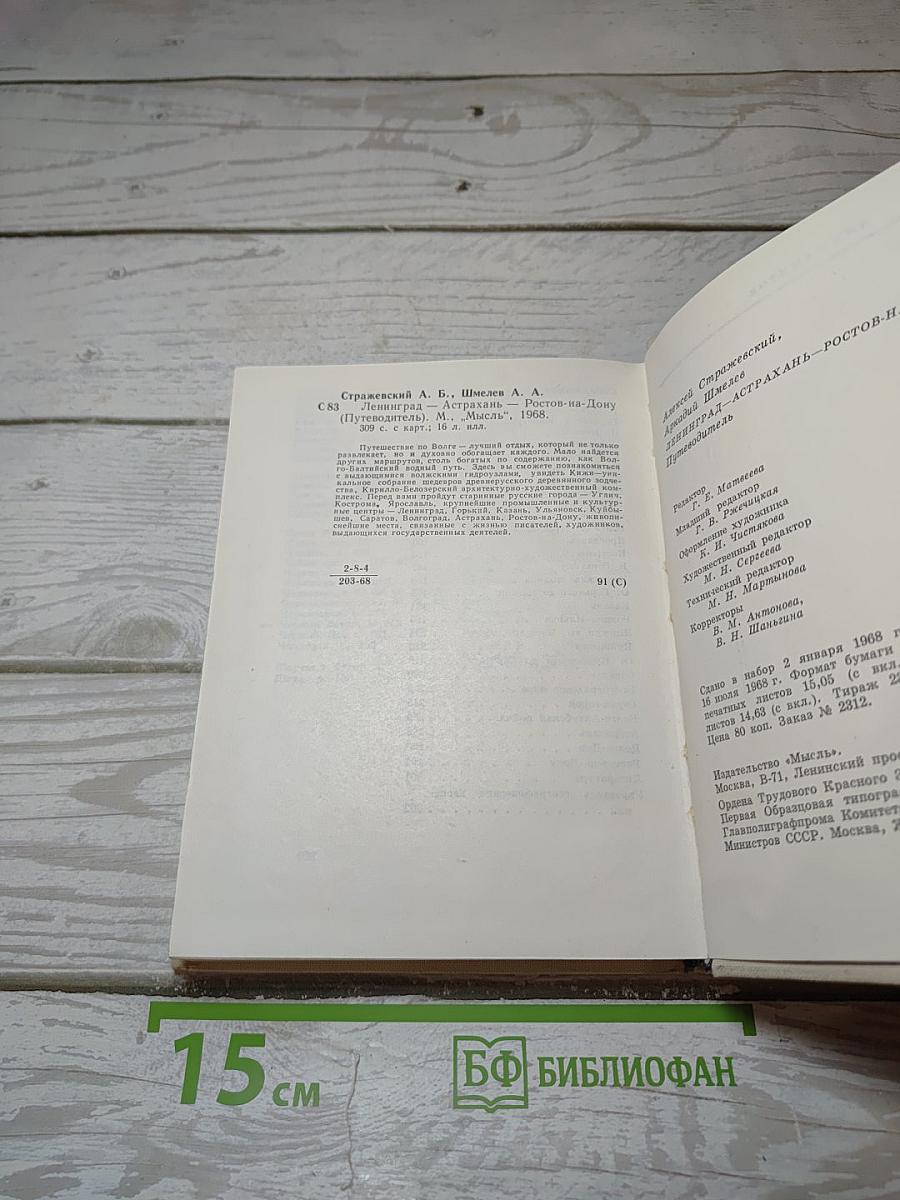 Стражевский А. Б., Шмелев А. А.
С 83 Ленинград — Астрахань — Ростов-на-Дону
(Путеводитель). М., „Мысль“, 1968.
309 с. с карт.; 16 л. илл.
Путешествие по Волге — лучший отдых, который не только
развлекает, но и духовно обогащает каждого. Мало найдется
других маршрутов, столь богатых по содержанию, как Вол-
го-Балтийский водный путь. Здесь вы сможете познакомиться
с выдающимися волжскими гидроузлами, увидеть Кижи—уни-
кальное собрание шедевров древнерусского деревянного зодче-
ства, Кирилло-Белозерский архитектурно-художественный ком-
плекс. Перед вами пройдут старинные русские города — Углич,
Кострома, Ярославль, крупнейшие промышленные и культур-
ные центры — Ленинград, Горький, Казань, Ульяновск, Куйбы-
шев, Саратов, Волгоград, Астрахань, Ростов-на-Дону, живопи-
снейшие места, связанные с жизнью писателей, художников,
выдающихся государственных деятелей.
2-8-4
203-68
91 (С)
Алексей Стражевский,
Аркадий Шмелев
ЛЕНИНГРАД—АСТРАХАНЬ—РОСТОВ-Н
Путеводитель
Редактор
Г. Е. Матвеева
Младший редактор
Г. В. Ржечицкая
Оформление художника
К. И. Чистякова
Художественный редактор
М. Н. Сергеева
Технический редактор
М. Н. Мартынова
Корректоры
В. М. Антонова,
В. Н. Шаньгина
Сдано в набор 2 января 1968 г
16 июля 1968 г. Формат бумаги
печатных листов 15,05 (с вкл.
листов 14,63 (с вкл.). Тираж
Цена 80 коп. Заказ № 2312.
Издательство «Мысль».
Москва, В-71, Ленинский
Ордена Трудового Красного
Первая Образцовая
Главполиграфпрома
Министров СССР. Москва,
15 см
БФ БИБЛИОФАН